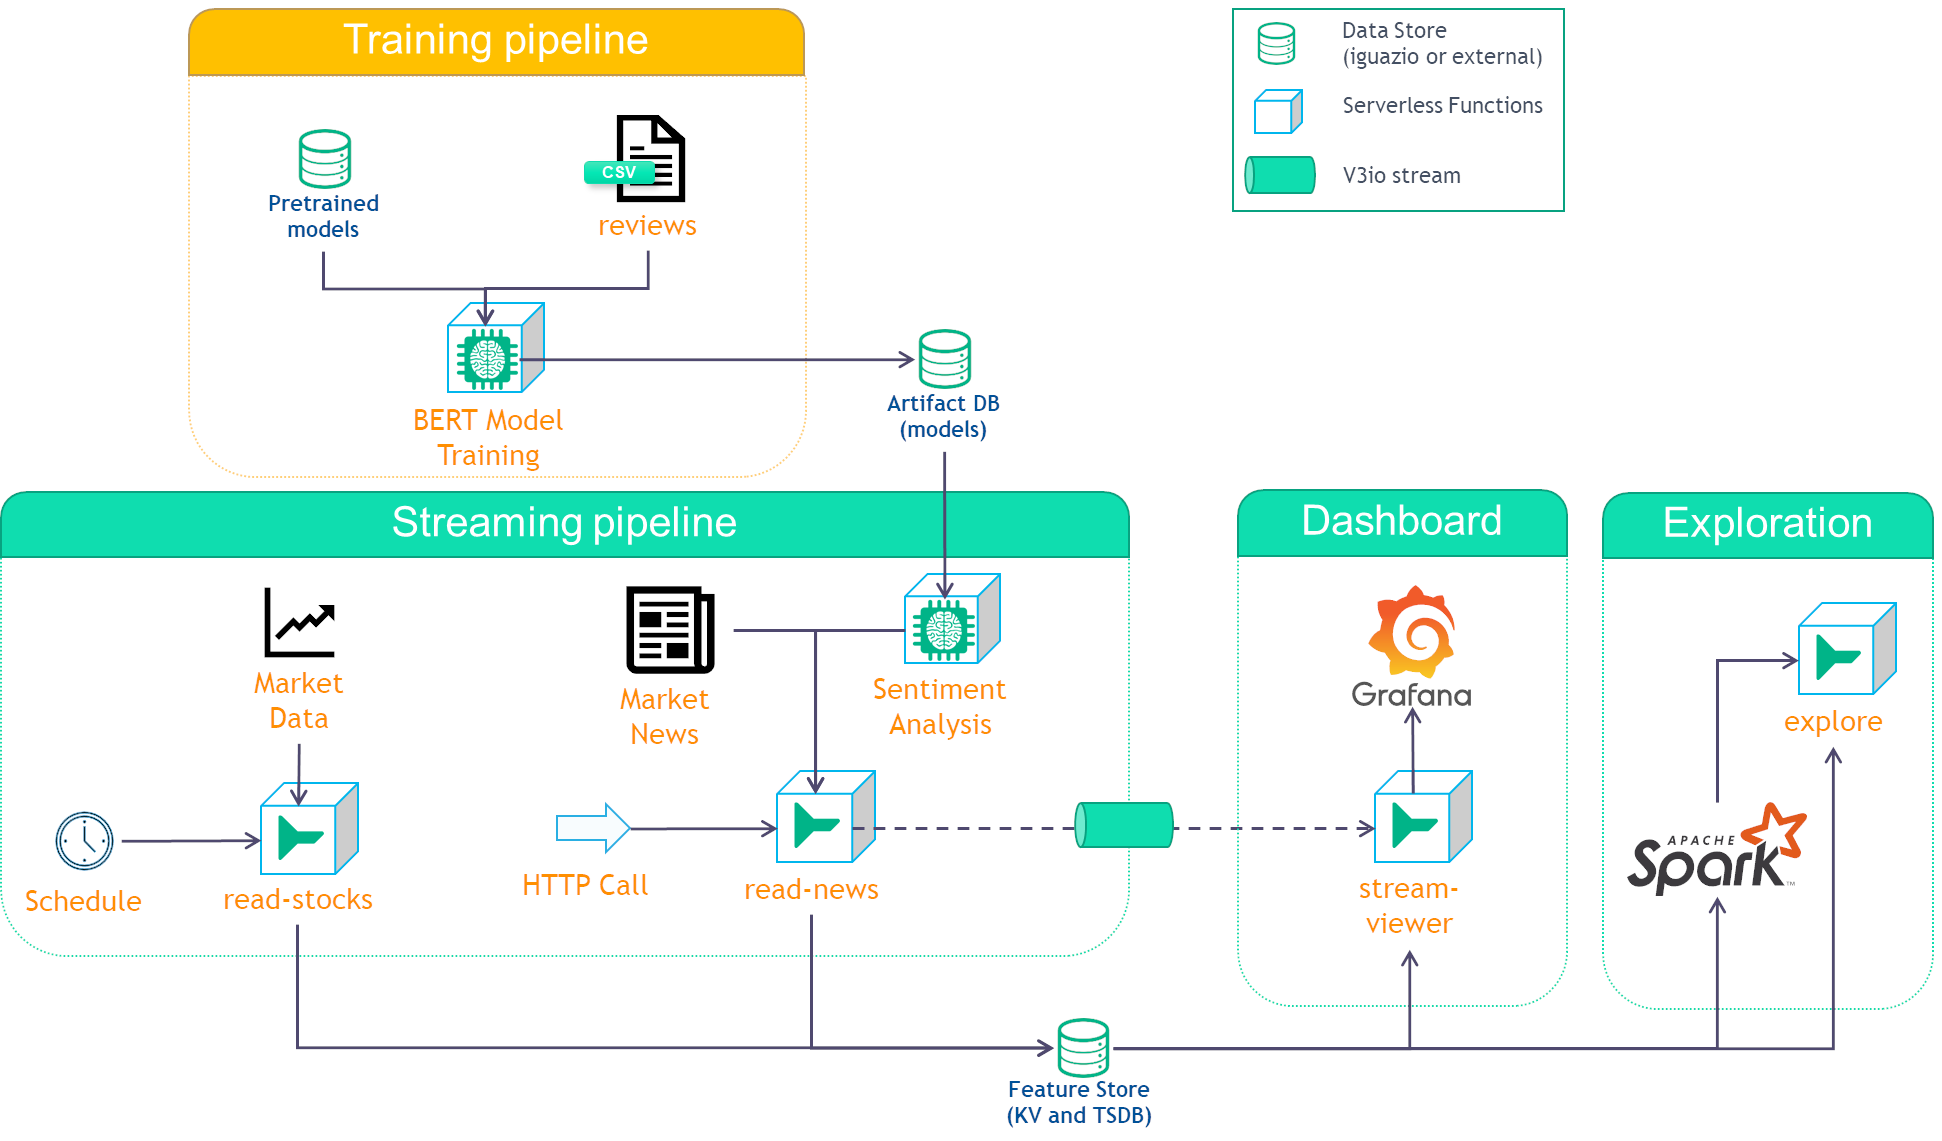 Training pipeline
Data Store
(iguazio or external)
Serverless Functions
V3io stream
CSV
Pretrained
models
reviews
BERT Model
Training
Artifact DB
(models)
Streaming pipeline
Dashboard
Exploration
Market
Data
Market
News
Sentiment
Analysis
Grafana
explore
Schedule
read-stocks
HTTP Call
read-news
stream-
viewer
APACHE
Spark™
Feature Store
(KV and TSDB)